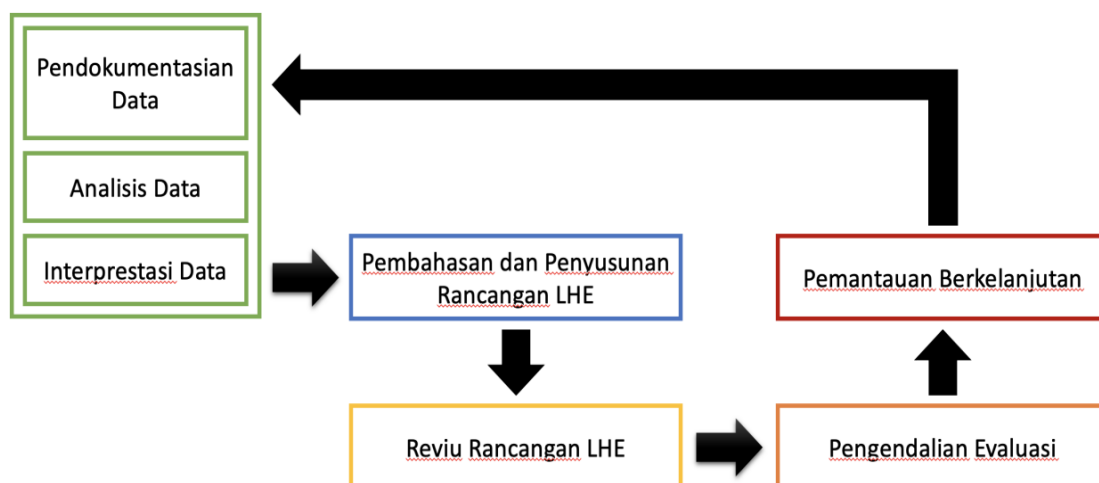 Pendokumentasian
Data
Analisis Data
Interprestasi Data
Pembahasan dan Penyusunan
Rancangan LHE
Reviu Rancangan LHE
Pengendalian Evaluasi
Pemantauan Berkelanjutan